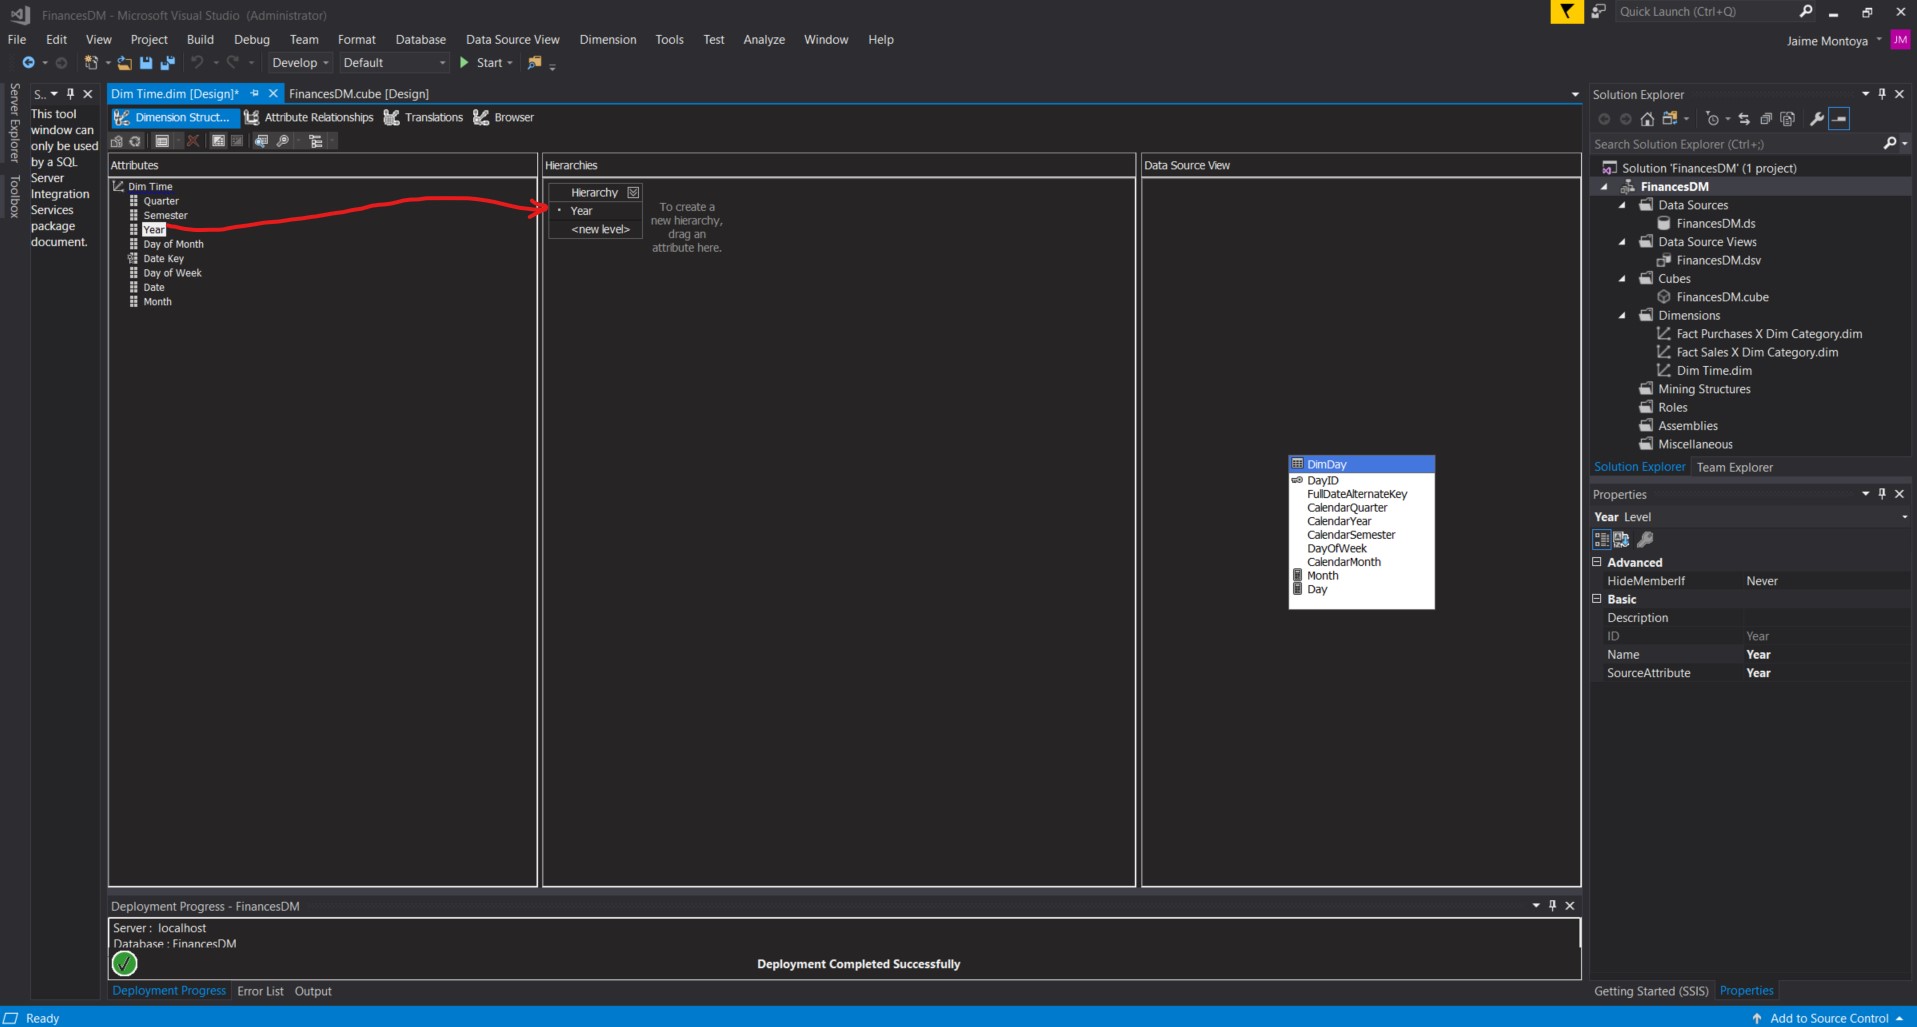 FinancesDM - Microsoft Visual Studio (Administrator)
Quick Launch (Ctrl+Q)
File Edit View Project Build Debug Team Format Database Data Source View Dimension Tools Test Analyze Window Help
Jaime Montoya JM
Develop Default Start
Server Explorer
Toolbox
S..
This tool
window can
only be used
by a SQL
Server
Integration
Services
package
document.
Dim Time.dim [Design]* FinancesDM.cube [Design]
Dimension Struct... Attribute Relationships Translations Browser
Attributes
Dim Time
Quarter
Semester
Year
Day of Month
Date Key
Day of Week
Date
Month
Hierarchies
Hierarchy
Year
<new level>
To create a
new hierarchy,
drag an
attribute here.
Data Source View
DimDay
DayID
FullDateAlternateKey
CalendarQuarter
CalendarYear
CalendarSemester
DayOfWeek
CalendarMonth
Month
Day
Deployment Progress - FinancesDM
Server : localhost
Database : FinancesDM
Deployment Completed Successfully
Deployment Progress Error List Output
Solution Explorer
Search Solution Explorer (Ctrl+;)
Solution 'FinancesDM' (1 project)
FinancesDM
Data Sources
FinancesDM.ds
Data Source Views
FinancesDM.dsv
Cubes
FinancesDM.cube
Dimensions
Fact Purchases X Dim Category.dim
Fact Sales X Dim Category.dim
Dim Time.dim
Mining Structures
Roles
Assemblies
Miscellaneous
Solution Explorer Team Explorer
Properties
Year Level
Advanced
HideMemberIf Never
Basic
Description
ID Year
Name Year
SourceAttribute Year
Getting Started (SSIS) Properties
Ready
Add to Source Control